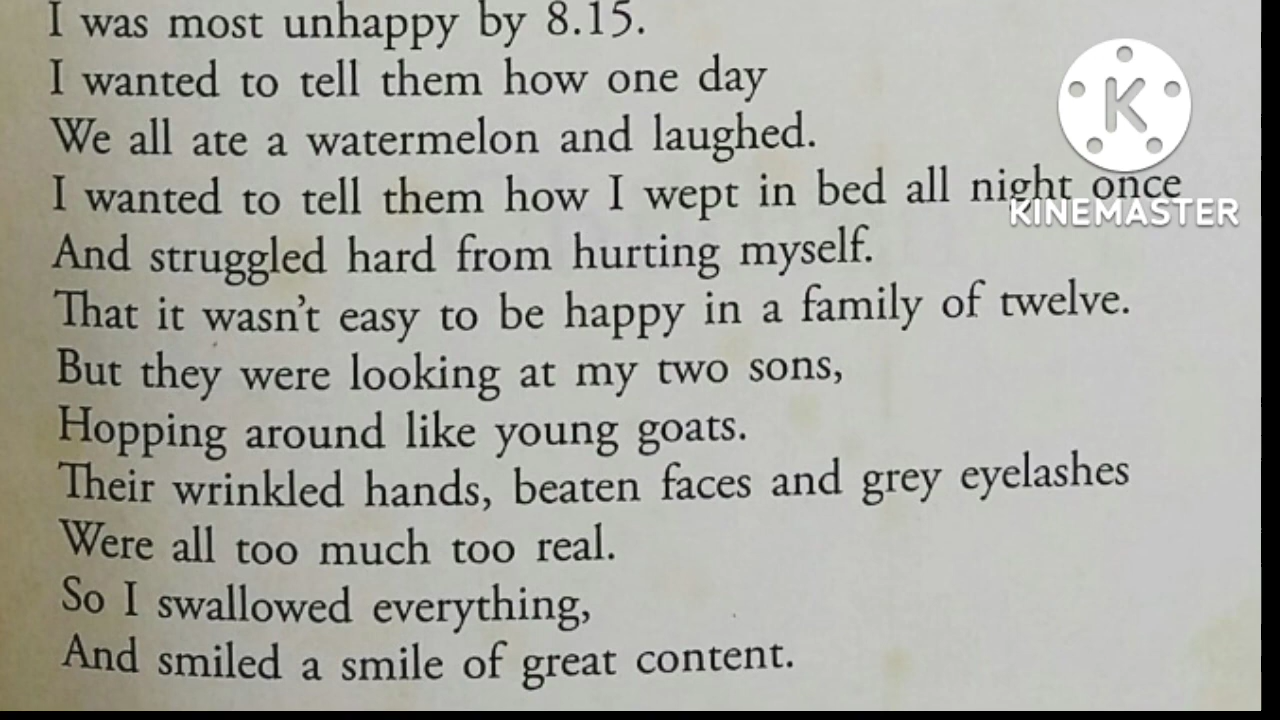 I was most unhappy by 8.15.
I wanted to tell them how one day
We all ate a watermelon and laughed.
I wanted to tell them how I wept in bed all night once
And struggled hard from hurting myself.
That it wasn't easy to be happy in a family of twelve.
But they were looking at my two sons,
Hopping around like young goats.
Their wrinkled hands, beaten faces and grey eyelashes
Were all too much too real.
So I swallowed everything,
And smiled a smile of great content.
K
KINEMASTER